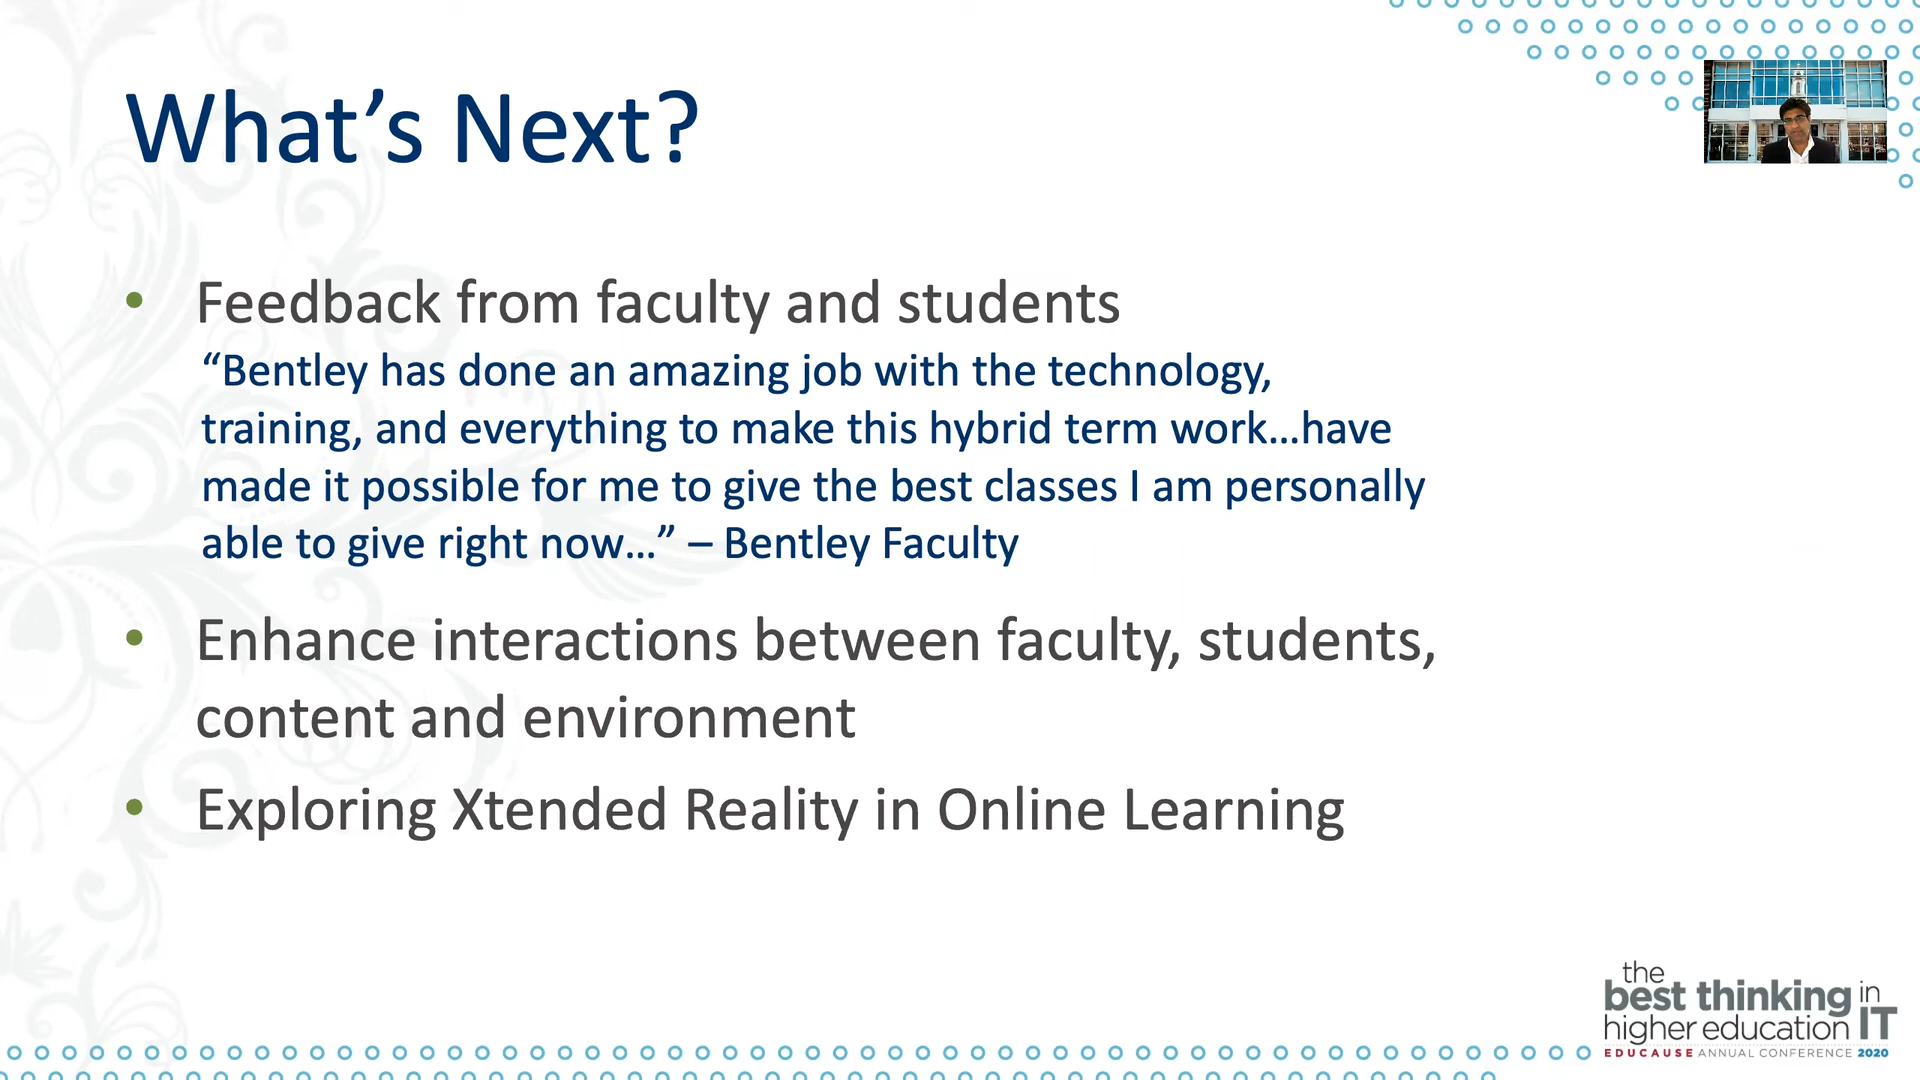 What’s Next?
• Feedback from faculty and students
“Bentley has done an amazing job with the technology,
training, and everything to make this hybrid term work…have
made it possible for me to give the best classes I am personally
able to give right now…” – Bentley Faculty
• Enhance interactions between faculty, students,
content and environment
• Exploring Xtended Reality in Online Learning
the
best thinking in
higher education IT
EDUCAUSE ANNUAL CONFERENCE 2020